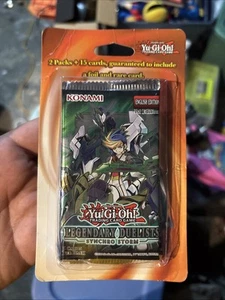 Yu-Gi-Oh!
2 Packs + 13 cards, guaranteed to include
a foil and rare card.
KONAMI
Yu-Gi-Oh!
TRADING CARD GAME
LEGENDARY DUELISTS
SYNCHRO STORM